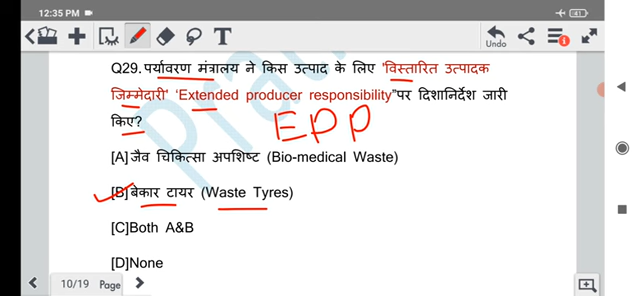 12:35 PM
41
Undo
Q29. पर्यावरण मंत्रालय ने किस उत्पाद के लिए 'विस्तारित उत्पादक
जिम्मेदारी' 'Extended producer responsibility"पर दिशानिर्देश जारी
किए?
EPP
[A] जैव चिकित्सा अपशिष्ट (Bio-medical Waste)
[B] बेकार टायर (Waste Tyres)
[C] Both A&B
[D] None
10/19 Page